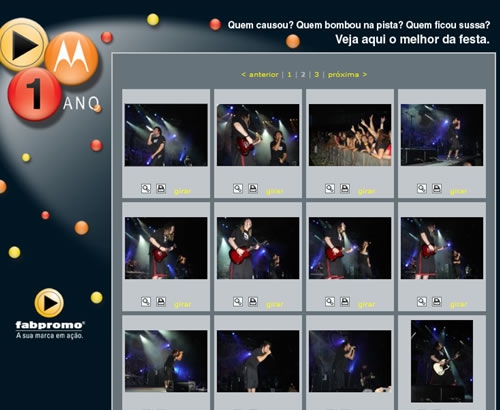 Quem causou? Quem bombou na pista? Quem ficou sussa?
Veja aqui o melhor da festa.
1 ANO
< anterior | 1 | 2 | 3 | próxima >
girar girar girar girar
girar girar girar girar
fabpromo®
A sua marca em ação.